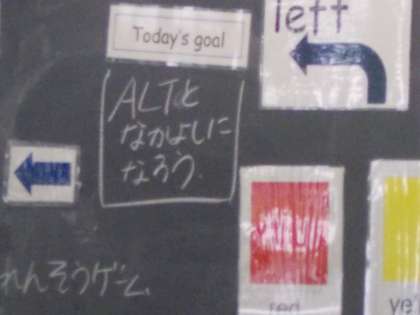 left
Today's goal
ALTと
なかよしに
なろう.
れんそうゲーム
red
ye